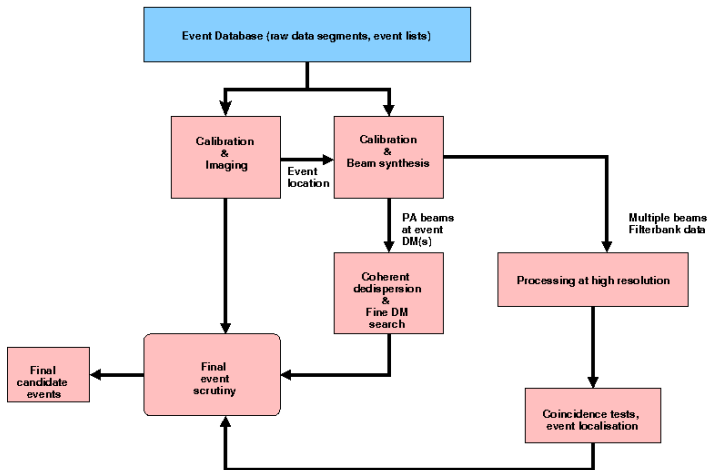 Event Database (raw data segments, event lists)
Calibration
&
Imaging
Calibration
&
Beam synthesis
Event
location
PA beams
at event
DM(s)
Multiple beams
Filterbank data
Coherent
dedispersion
&
Fine DM
search
Processing at high resolution
Final
candidate
events
Final
event
scrutiny
Coincidence tests,
event localisation